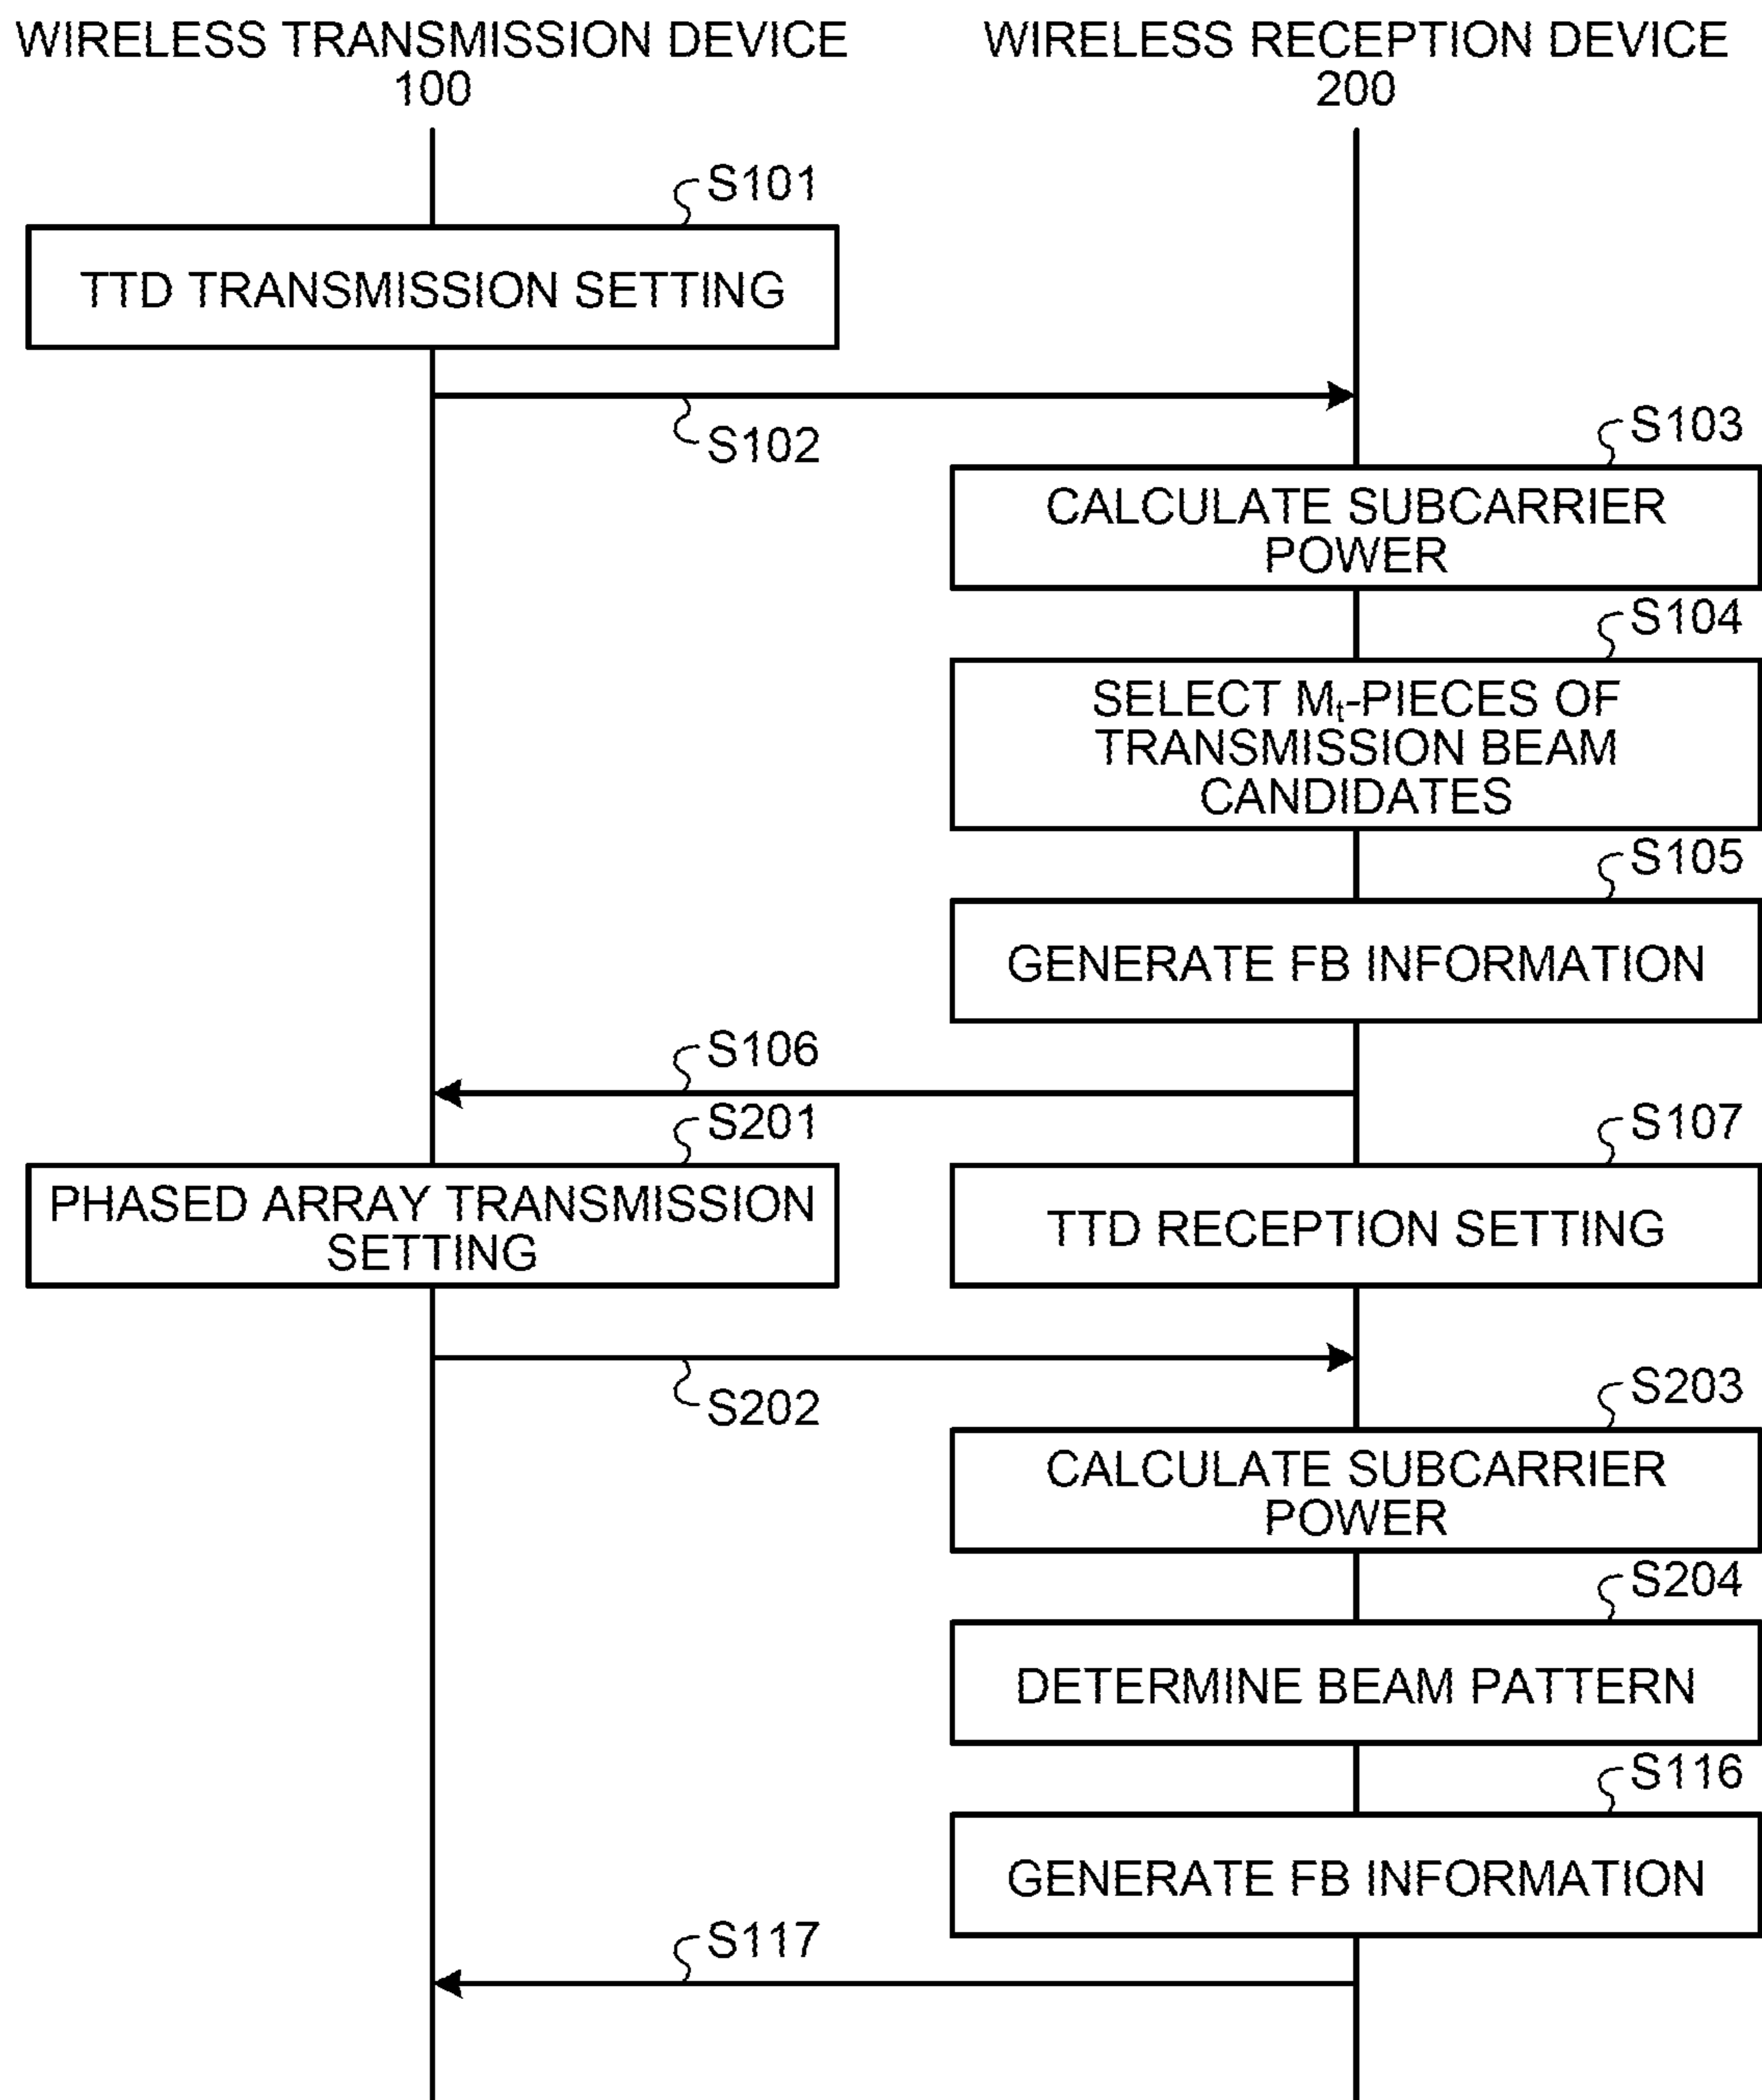 WIRELESS TRANSMISSION DEVICE
100
WIRELESS RECEPTION DEVICE
200
S101
TTD TRANSMISSION SETTING
S102
S103
CALCULATE SUBCARRIER
POWER
S104
SELECT Mt-PIECES OF
TRANSMISSION BEAM
CANDIDATES
S105
GENERATE FB INFORMATION
S106
S201
PHASED ARRAY TRANSMISSION
SETTING
S107
TTD RECEPTION SETTING
S202
S203
CALCULATE SUBCARRIER
POWER
S204
DETERMINE BEAM PATTERN
S116
GENERATE FB INFORMATION
S117